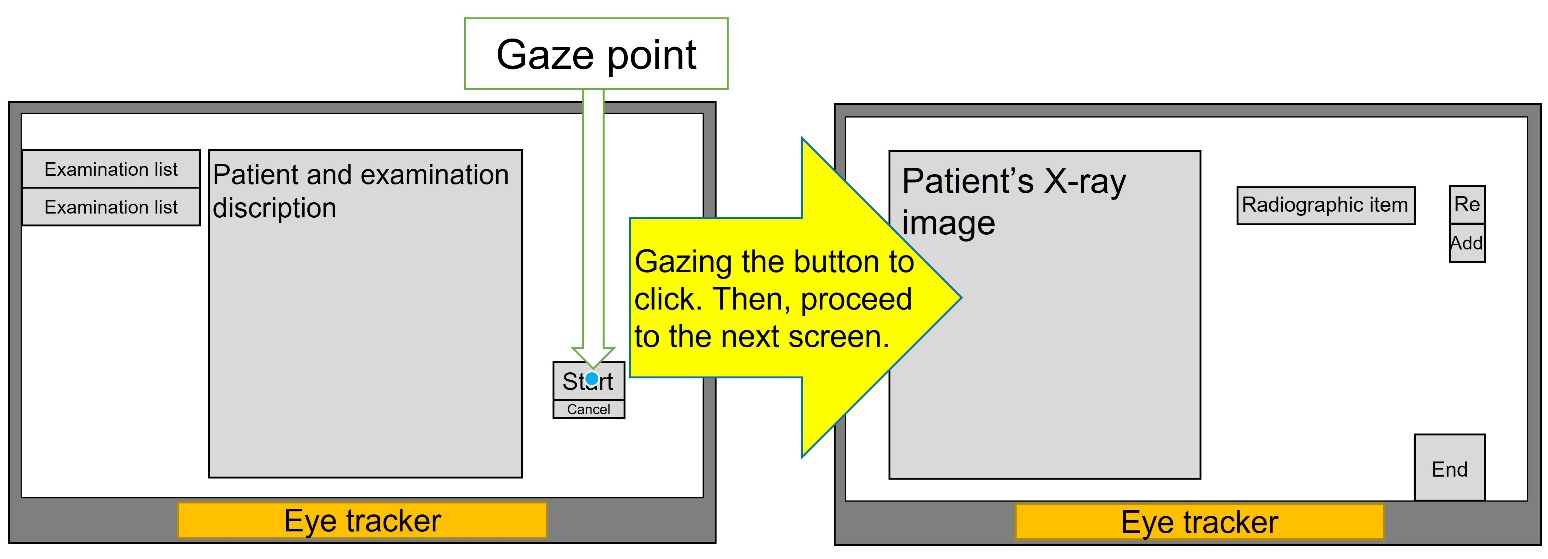 Gaze point
Examination list
Examination list
Patient and examination
discription
Start
Cancel
Eye tracker
Gazing the button to
click. Then, proceed
to the next screen.
Patient’s X-ray
image
Radiographic item
Re
Add
End
Eye tracker